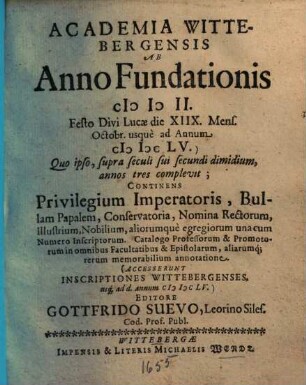 ACADEMIA WITTE-
BERGENSIS
AB
Anno Fundationis
cIɔ Iɔ II.
Festo Divi Lucæ die XIIX. Mens.
Octobr. usque ad Annum
cIɔ Iɔc LV.)
Quo ipso, supra seculi sui secundi dimidium,
annos tres complevit;
CONTINENS
Privilegium Imperatoris, Bul-
lam Papalem, Conservatoria, Nomina Rectorum,
Illustrium, Nobilium, aliorumque egregiorum una cum
Numero Inscriptorum. Catalogo Professorum & Promoto-
rum in omnibus Facultatibus & Epistolarum, aliarumq;
rerum memorabilium annotatione.
(ACCESSERUNT
INSCRIPTIONES WITTEBERGENSES.
usq; ad d. annum cIɔ Iɔc LV.)
EDITORE
GOTTFRIDO SUEVO, Leorino Siles.
Cod. Prof. Publ.
WITTEBERGÆ
IMPENSIS & LITERIS MICHAELIS WENDT.
1655